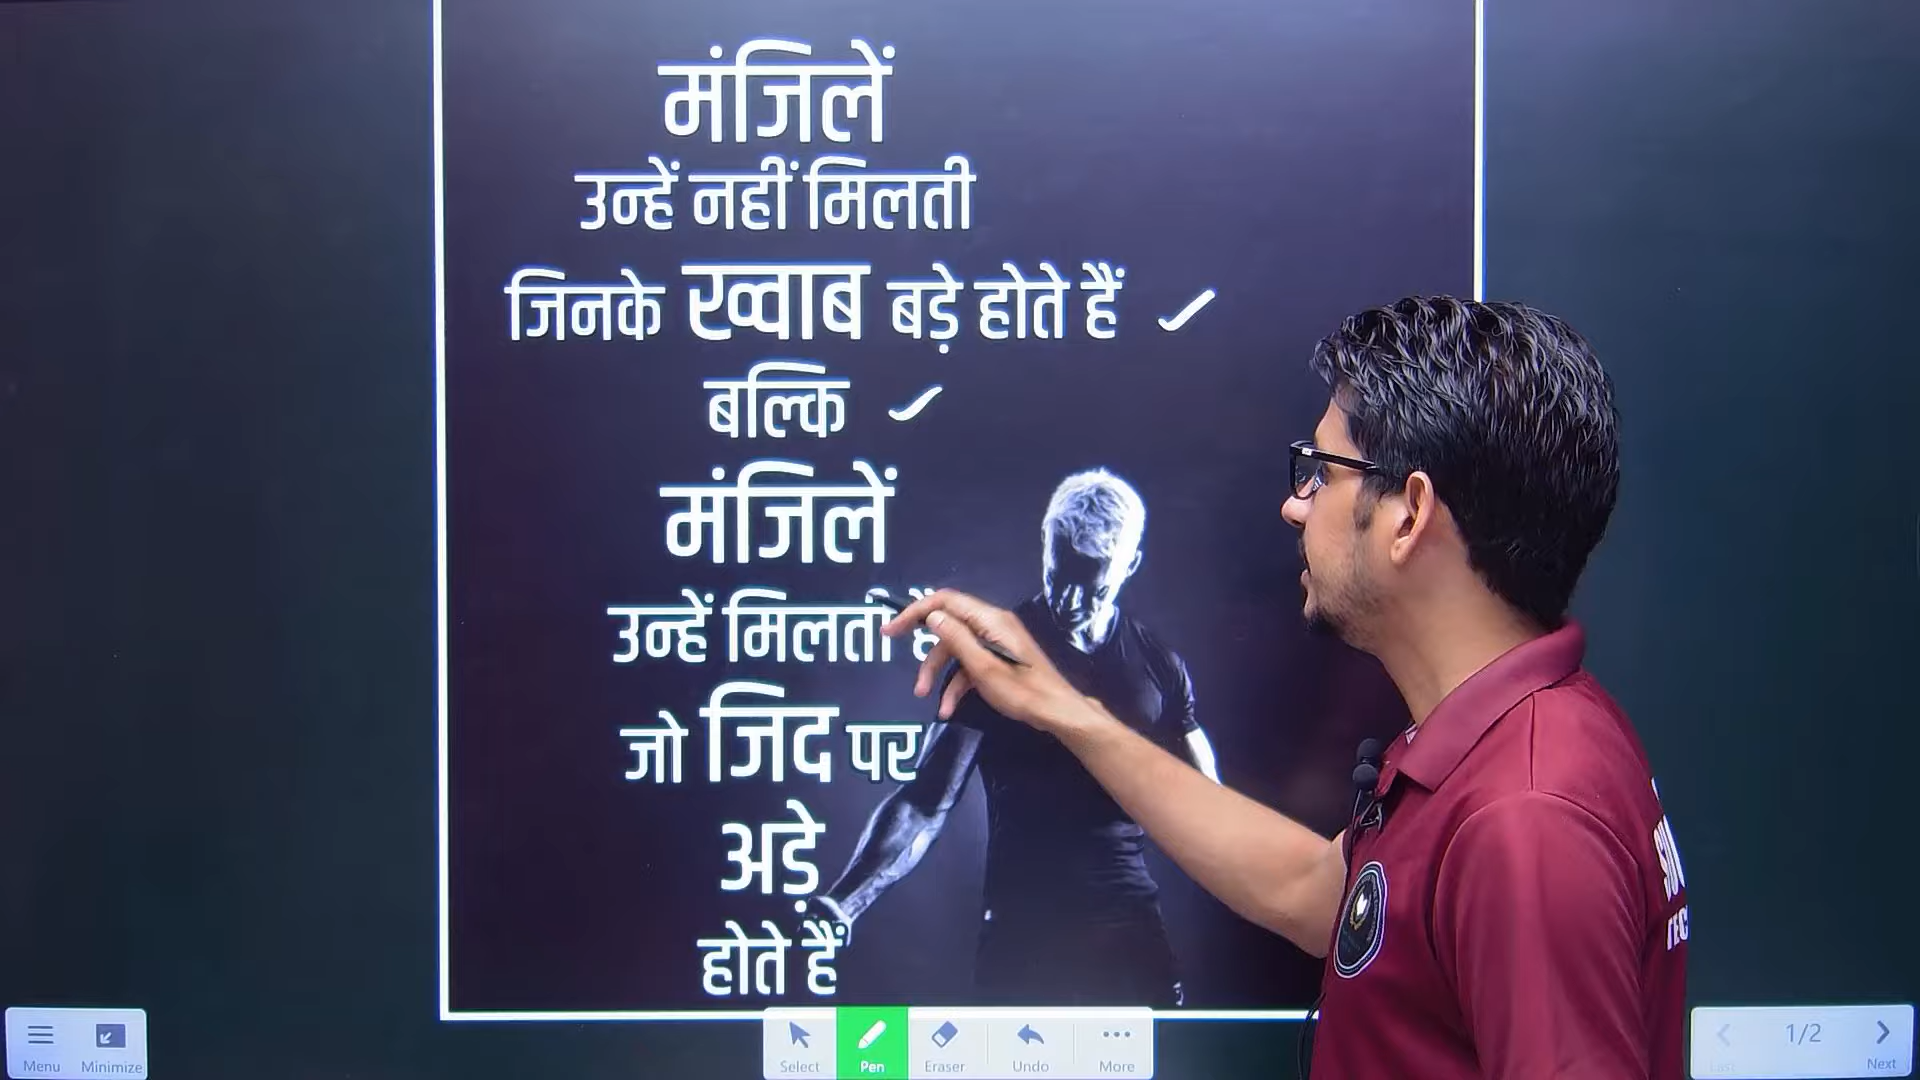 मंजिलें
उन्हें नहीं मिलती
जिनके ख्वाब बड़े होते हैं
बल्कि
मंजिलें
उन्हें मिलती हैं
जो जिद पर
अड़े
होते हैं
Menu
Minimize
Select
Pen
Eraser
Undo
More
1/2
Last
Next